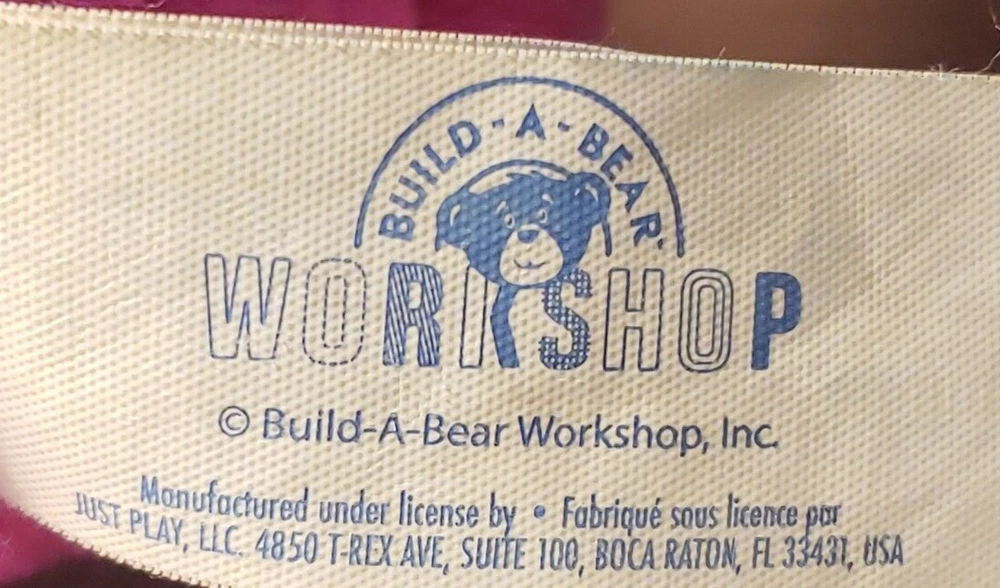 BUILD-A-BEAR®
WORKSHOP
© Build-A-Bear Workshop, Inc.
Manufactured under license by • Fabriqué sous licence par
JUST PLAY, LLC. 4850 T-REX AVE, SUITE 100, BOCA RATON, FL 33431, USA